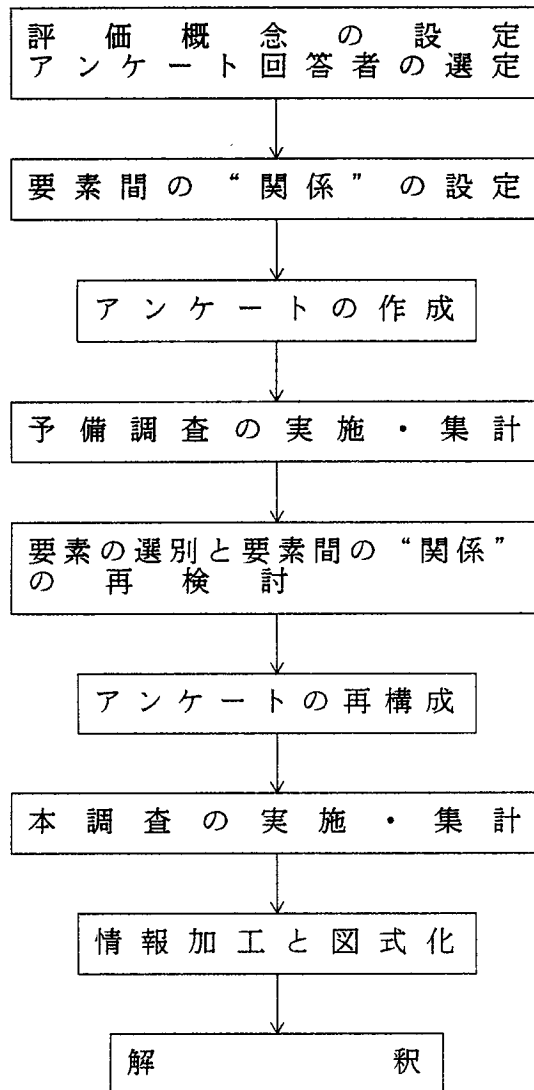 評価概念の設定
アンケート回答者の選定
要素間の“関係”の設定
アンケートの作成
予備調査の実施・集計
要素の選別と要素間の“関係”
の再検討
アンケートの再構成
本調査の実施・集計
情報加工と図式化
解釈